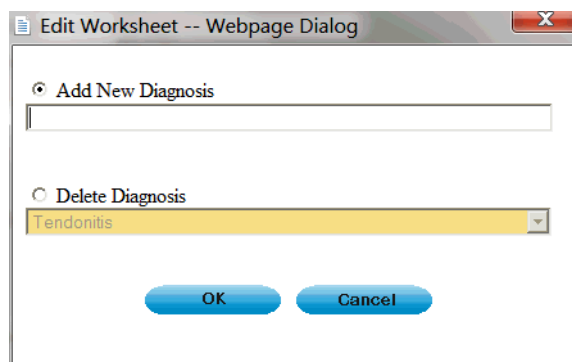 Edit Worksheet -- Webpage Dialog
Add New Diagnosis
Delete Diagnosis
Tendonitis
OK Cancel